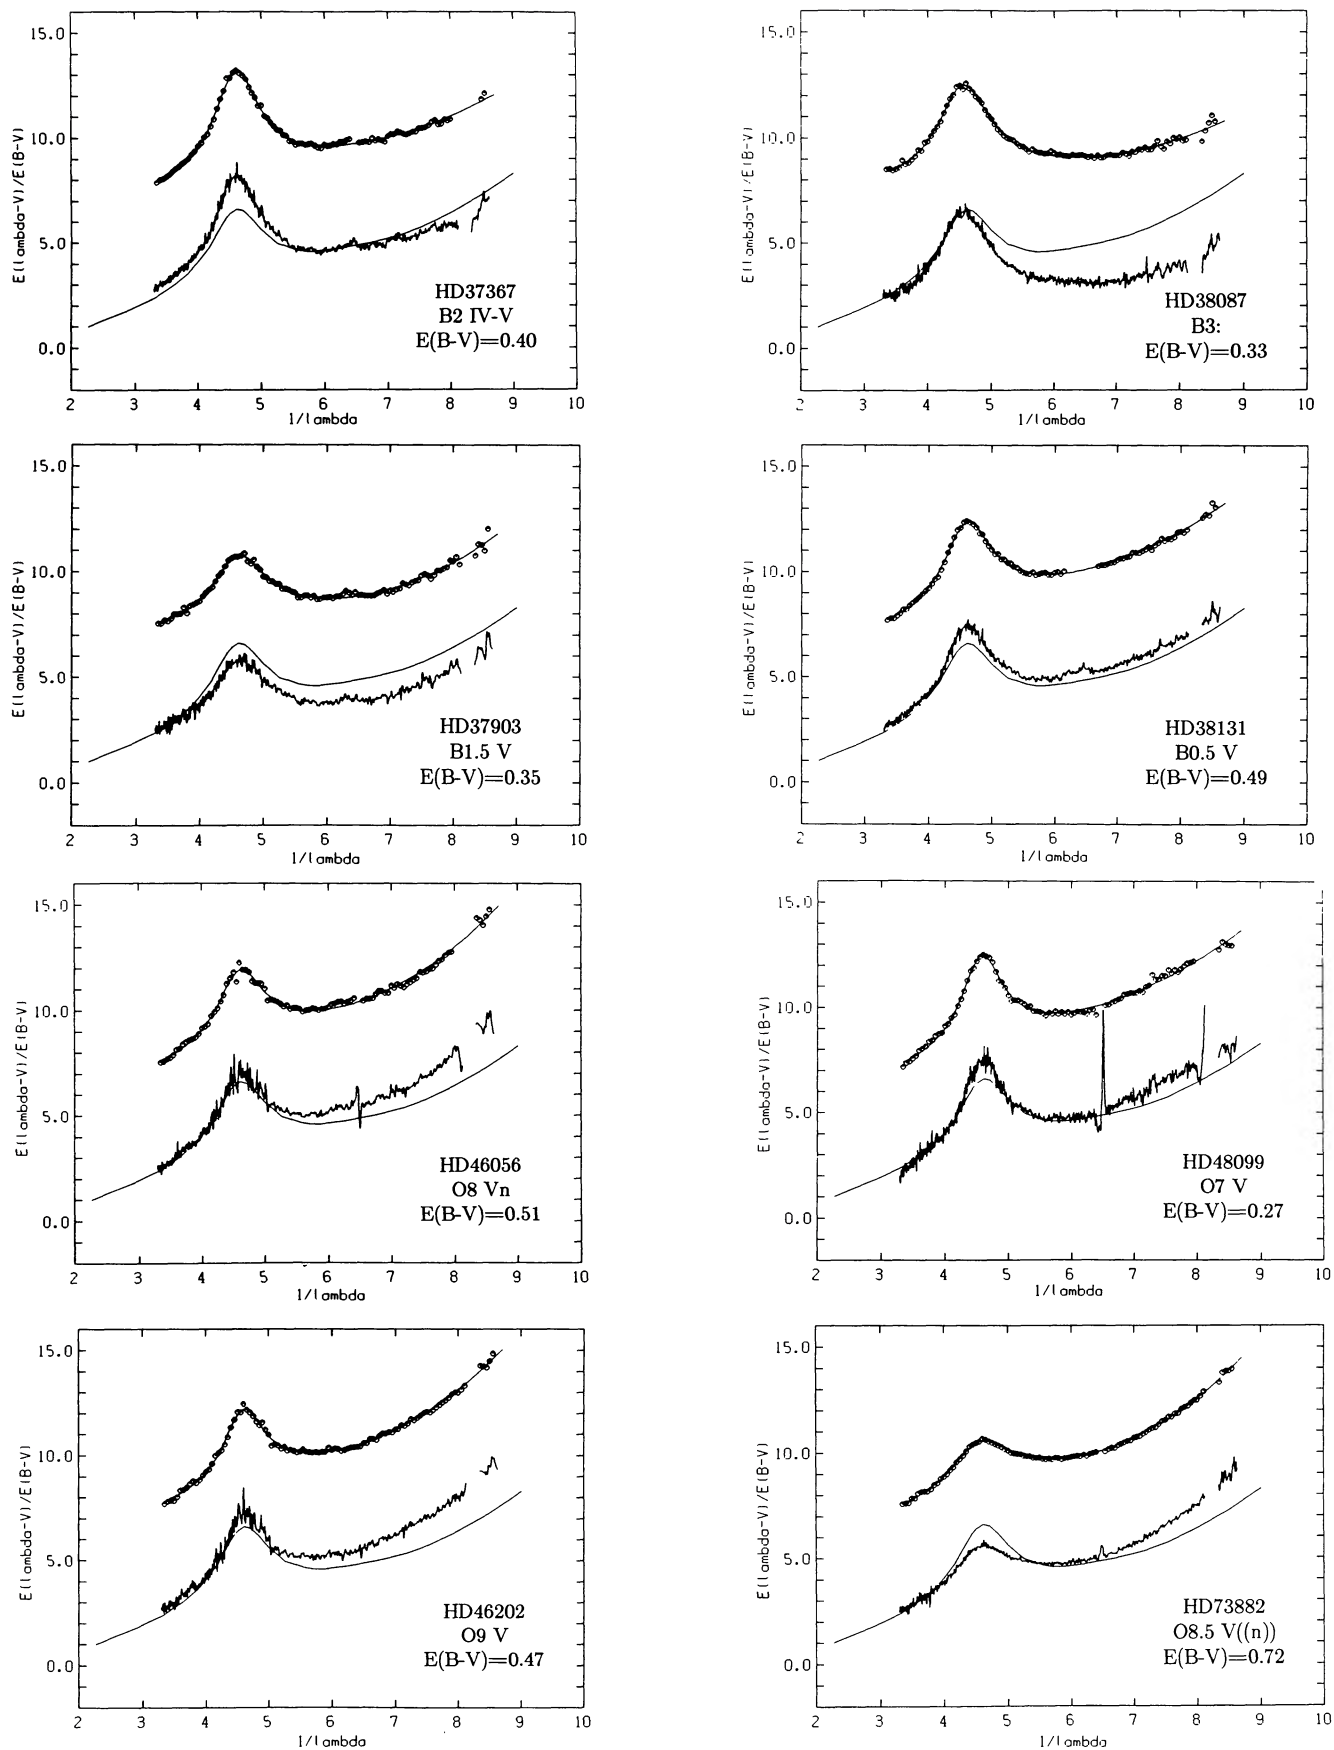 15.0
10.0
5.0
0.0
E(lambda-V)/E(B-V)
HD37367
B2 IV-V
E(B-V)=0.40
2 3 4 5 6 7 8 9 10
1/lambda
15.0
10.0
5.0
0.0
E(lambda-V)/E(B-V)
HD38087
B3:
E(B-V)=0.33
2 3 4 5 6 7 8 9 10
1/lambda
15.0
10.0
5.0
0.0
E(lambda-V)/E(B-V)
HD37903
B1.5 V
E(B-V)=0.35
2 3 4 5 6 7 8 9 10
1/lambda
15.0
10.0
5.0
0.0
E(lambda-V)/E(B-V)
HD38131
B0.5 V
E(B-V)=0.49
2 3 4 5 6 7 8 9 10
1/lambda
15.0
10.0
5.0
0.0
E(lambda-V)/E(B-V)
HD46056
O8 Vn
E(B-V)=0.51
2 3 4 5 6 7 8 9 10
1/lambda
15.0
10.0
5.0
0.0
E(lambda-V)/E(B-V)
HD48099
O7 V
E(B-V)=0.27
2 3 4 5 6 7 8 9 10
1/lambda
15.0
10.0
5.0
0.0
E(lambda-V)/E(B-V)
HD46202
O9 V
E(B-V)=0.47
2 3 4 5 6 7 8 9 10
1/lambda
15.0
10.0
5.0
0.0
E(lambda-V)/E(B-V)
HD73882
O8.5 V((n))
E(B-V)=0.72
2 3 4 5 6 7 8 9 10
1/lambda